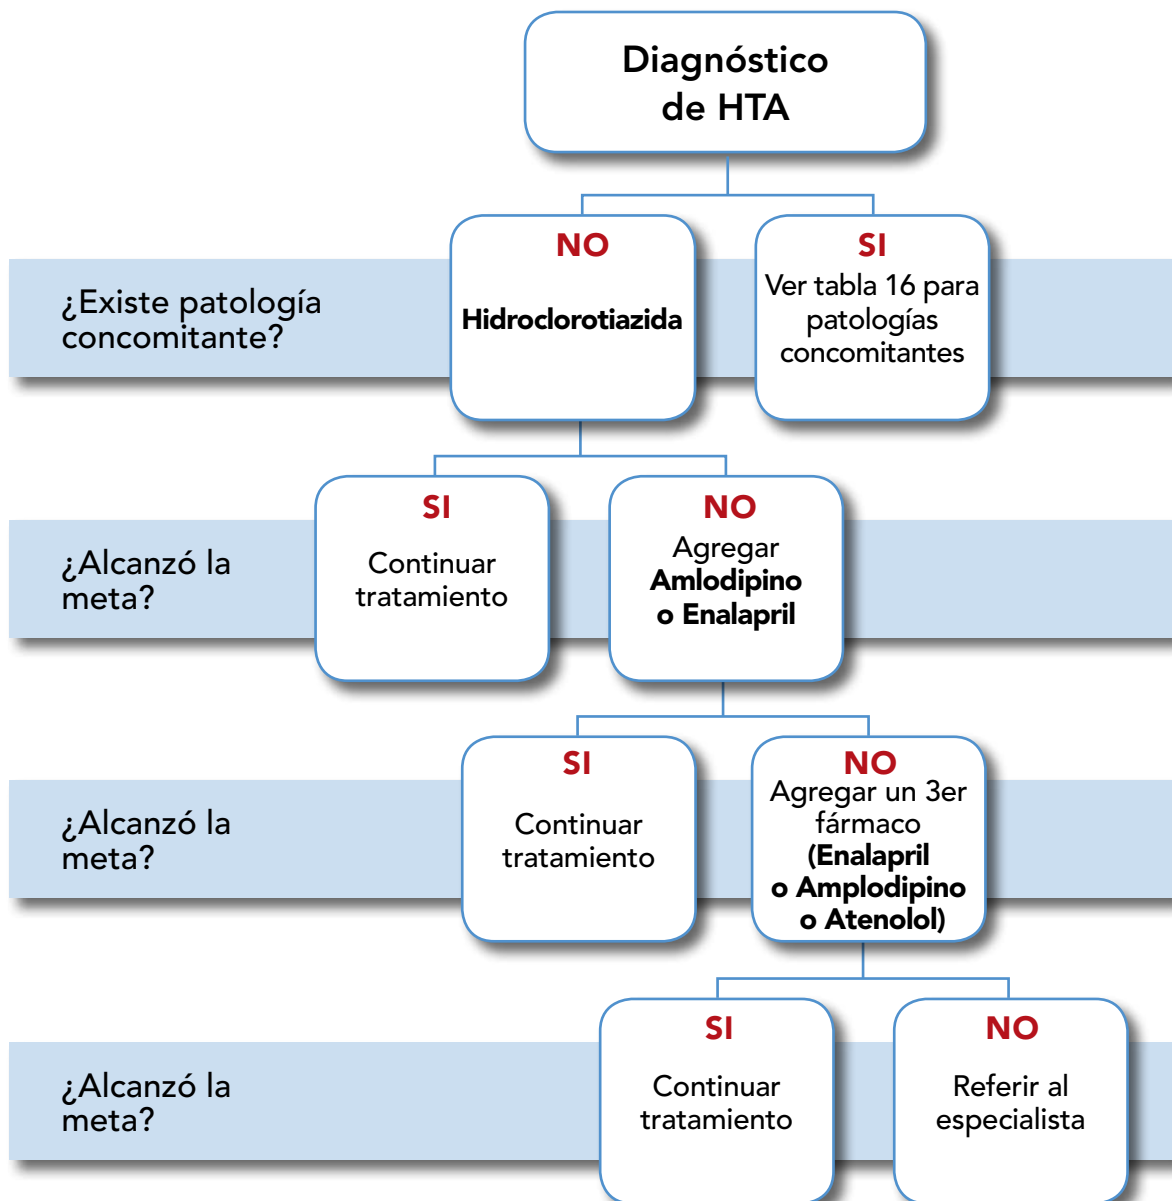 Diagnóstico
de HTA
¿Existe patología
concomitante?
NO
Hidroclorotiazida
SI
Ver tabla 16 para
patologías
concomitantes
¿Alcanzó la
meta?
SI
Continuar
tratamiento
NO
Agregar
Amlodipino
o Enalapril
¿Alcanzó la
meta?
SI
Continuar
tratamiento
NO
Agregar un 3er
fármaco
(Enalapril
o Amplodipino
o Atenolol)
¿Alcanzó la
meta?
SI
Continuar
tratamiento
NO
Referir al
especialista